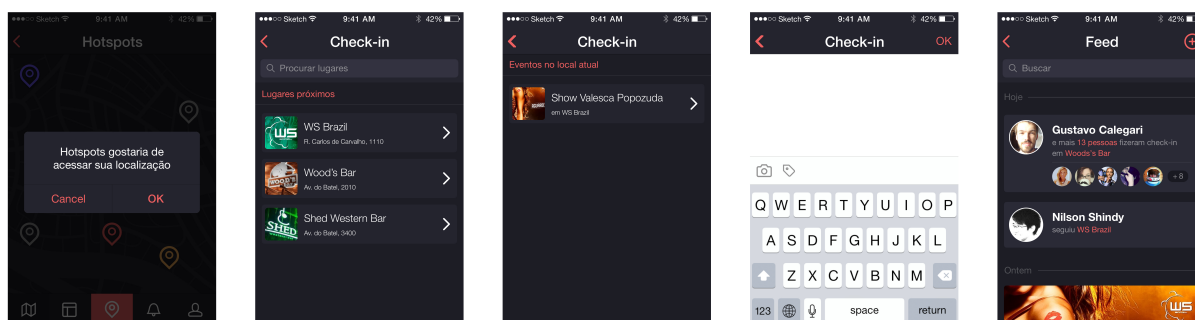 ●●●○○ Sketch 9:41 AM 42%
Hotspots
Hotspots gostaria de
acessar sua localização
Cancel OK
●●●○○ Sketch 9:41 AM 42%
Check-in
Procurar lugares
Lugares próximos
WS
WS Brazil
R. Carlos de Carvalho, 1110
WOOD'S
Wood's Bar
Av. do Batel, 2010
SHED
Shed Western Bar
Av. do Batel, 3400
●●●○○ Sketch 9:41 AM 42%
Check-in
Eventos no local atual
Show Valesca Popozuda
em WS Brazil
●●●○○ Sketch 9:41 AM 42%
Check-in OK
Q W E R T Y U I O P
A S D F G H J K L
Z X C V B N M
123 space return
●●●○○ Sketch 9:41 AM 42%
Feed
Buscar
Hoje
Gustavo Calegari
e mais 13 pessoas fizeram check-in
em Woods's Bar
+8
Nilson Shindy
seguiu WS Brazil
Ontem
WS